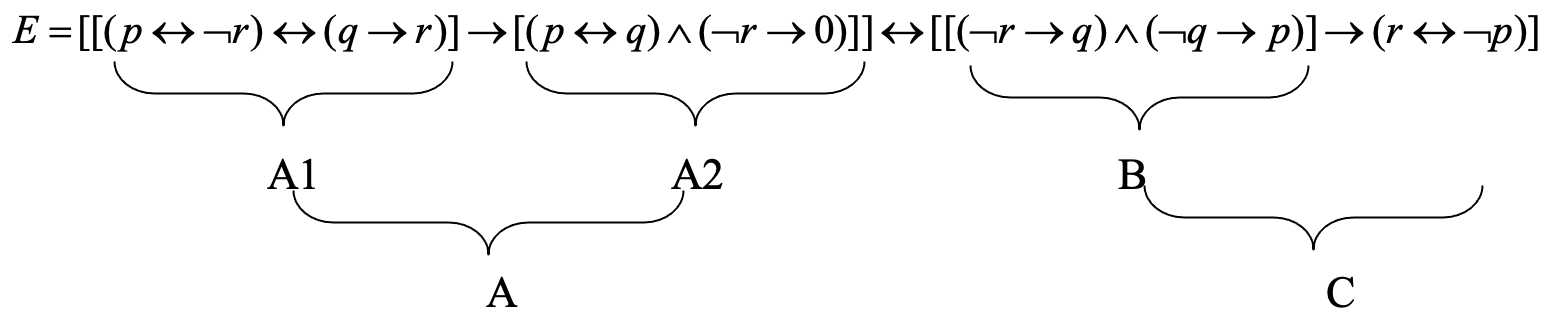 E = [[(p ↔ ¬r) ↔ (q → r)] → [(p ↔ q) ∧ (¬r → 0)]] ↔ [[(¬r → q) ∧ (¬q → p)] → (r ↔ ¬p)]
A1 A2 B
A C